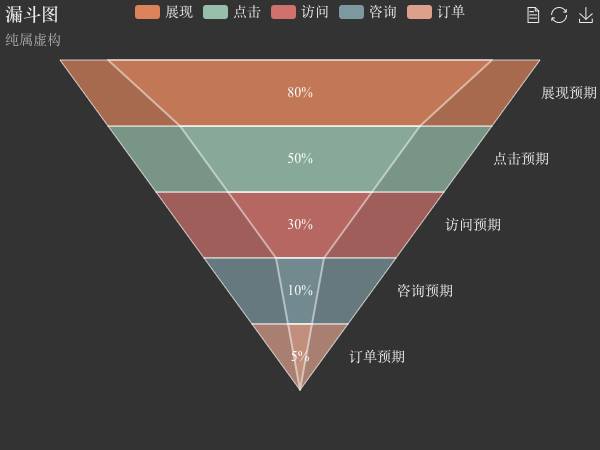 漏斗图
展现 点击 访问 咨询 订单
纯属虚构
80% 展现预期
50% 点击预期
30% 访问预期
10% 咨询预期
5% 订单预期